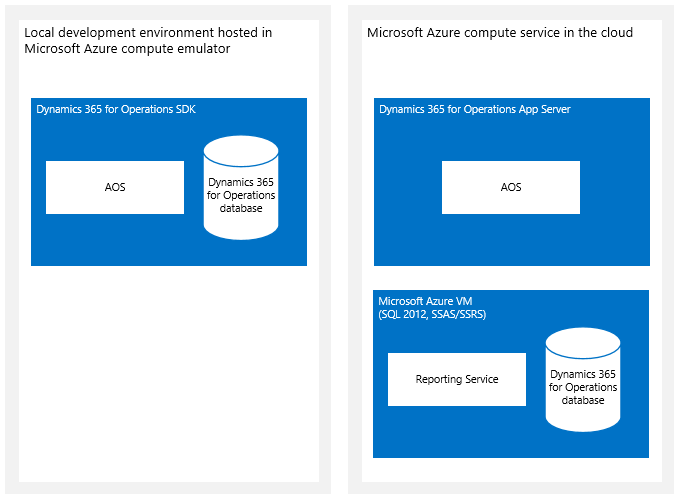 Local development environment hosted in
Microsoft Azure compute emulator
Dynamics 365 for Operations SDK
AOS
Dynamics 365
for Operations
database
Microsoft Azure compute service in the cloud
Dynamics 365 for Operations App Server
AOS
Microsoft Azure VM
(SQL 2012, SSAS/SSRS)
Reporting Service
Dynamics 365
for Operations
database